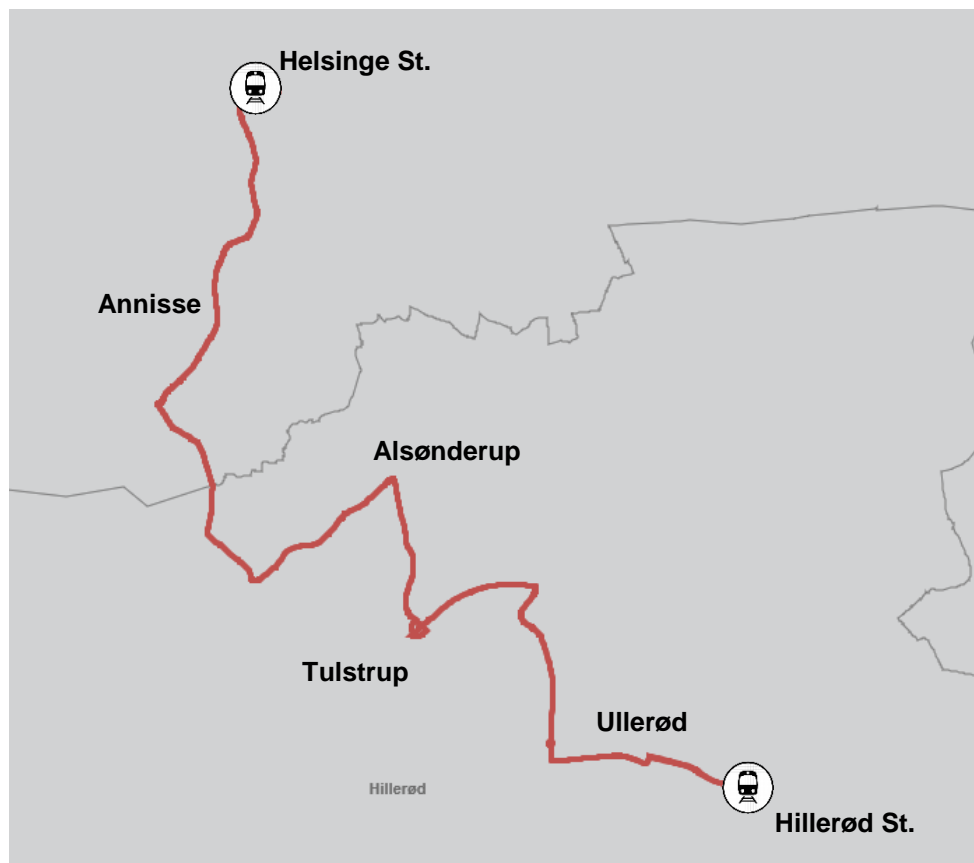 Helsinge St.
Annisse
Alsønderup
Tulstrup
Ullerød
Hillerød
Hillerød St.